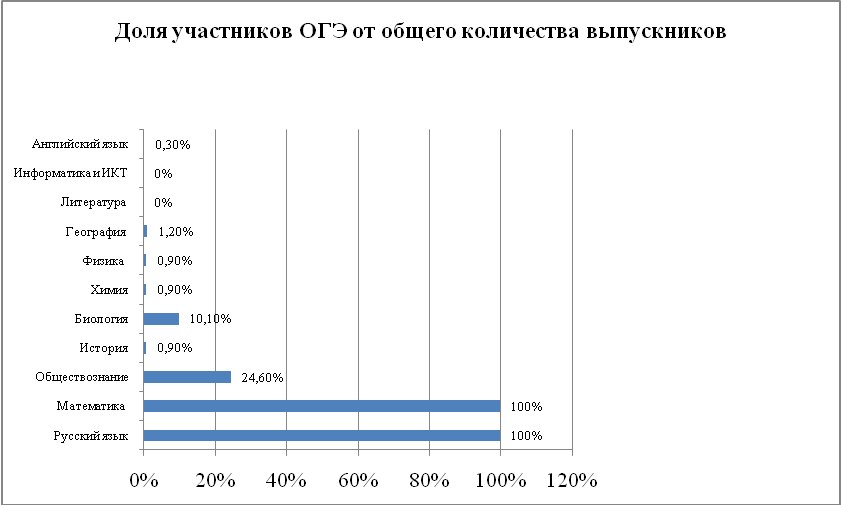 Доля участников ОГЭ от общего количества выпускников
Английский язык 0,30%
Информатика и ИКТ 0%
Литература 0%
География 1,20%
Физика 0,90%
Химия 0,90%
Биология 10,10%
История 0,90%
Обществознание 24,60%
Математика 100%
Русский язык 100%
0% 20% 40% 60% 80% 100% 120%